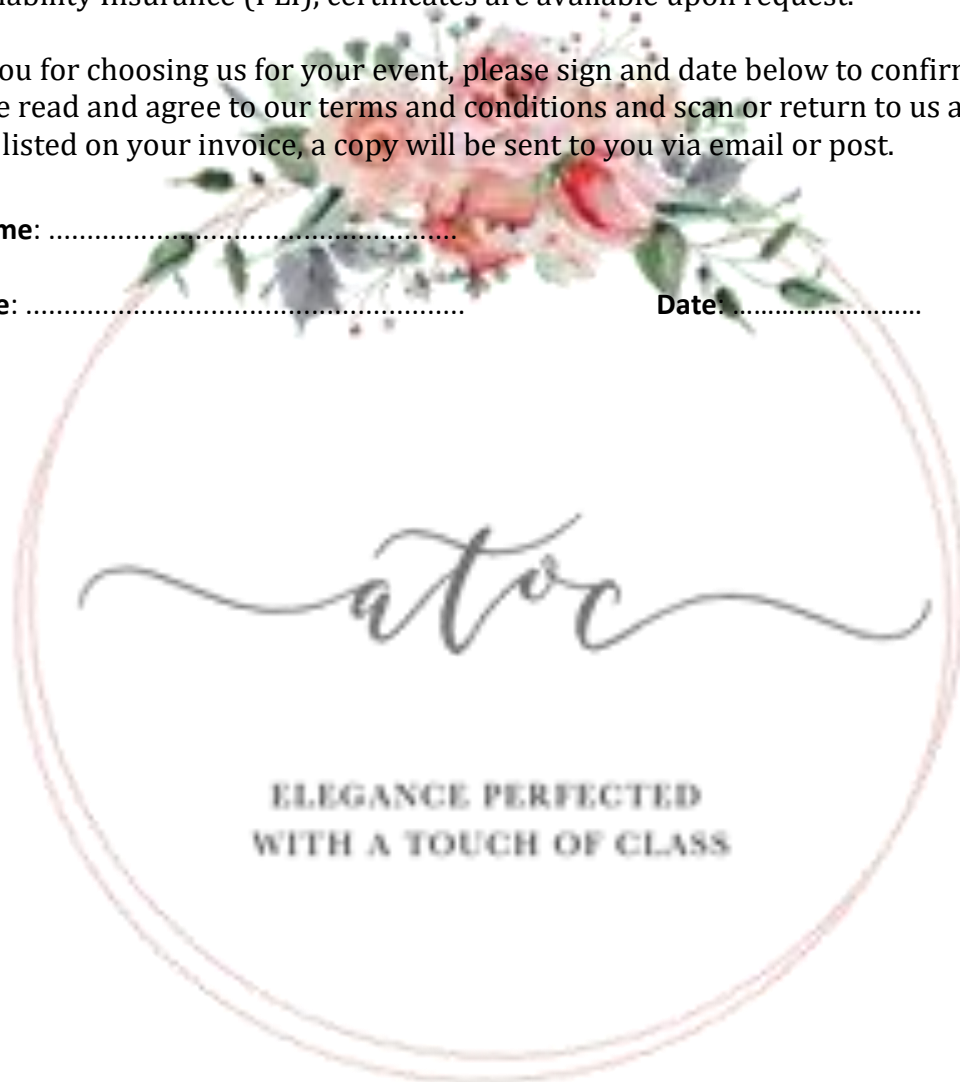 ability Insurance (PLI), certificates are available upon request.
ou for choosing us for your event, please sign and date below to confirm
e read and agree to our terms and conditions and scan or return to us a
listed on your invoice, a copy will be sent to you via email or post.
me: ......................................................
e: .......................................................... Date: ..........................
atoc
ELEGANCE PERFECTED
WITH A TOUCH OF CLASS